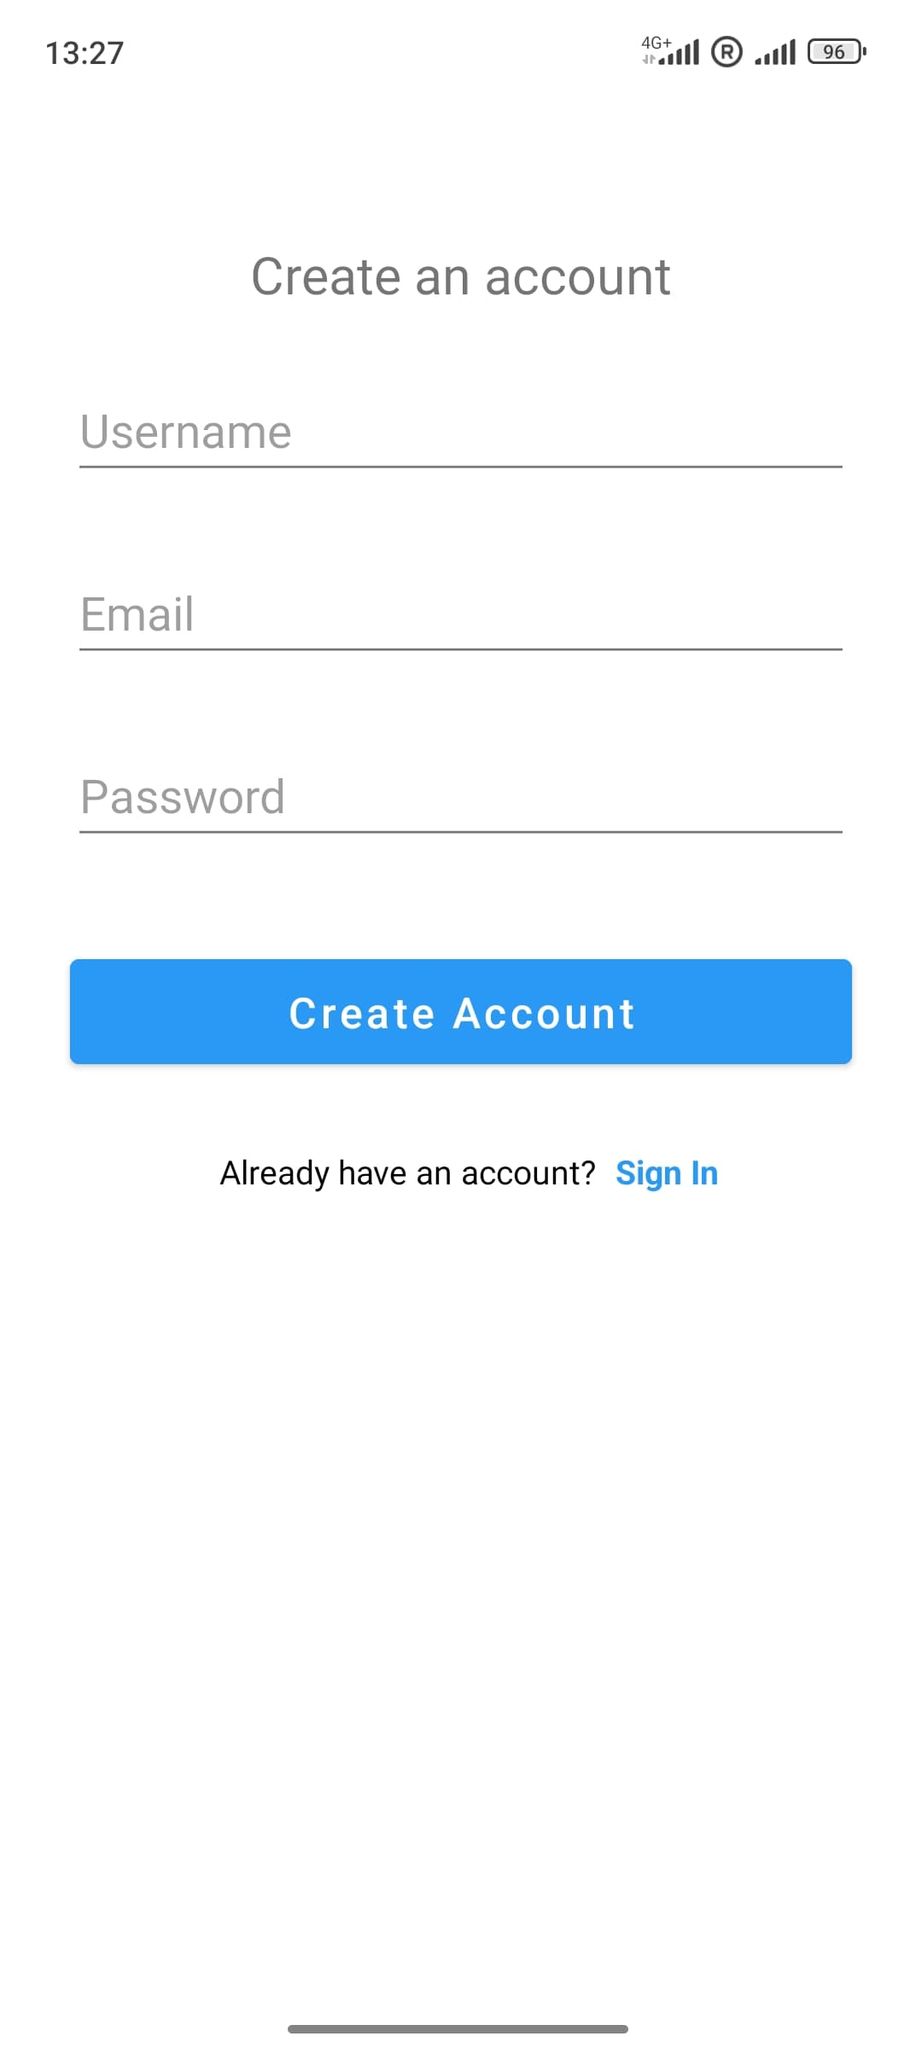 13:27 4G+ R 96
Create an account
Username
Email
Password
Create Account
Already have an account? Sign In